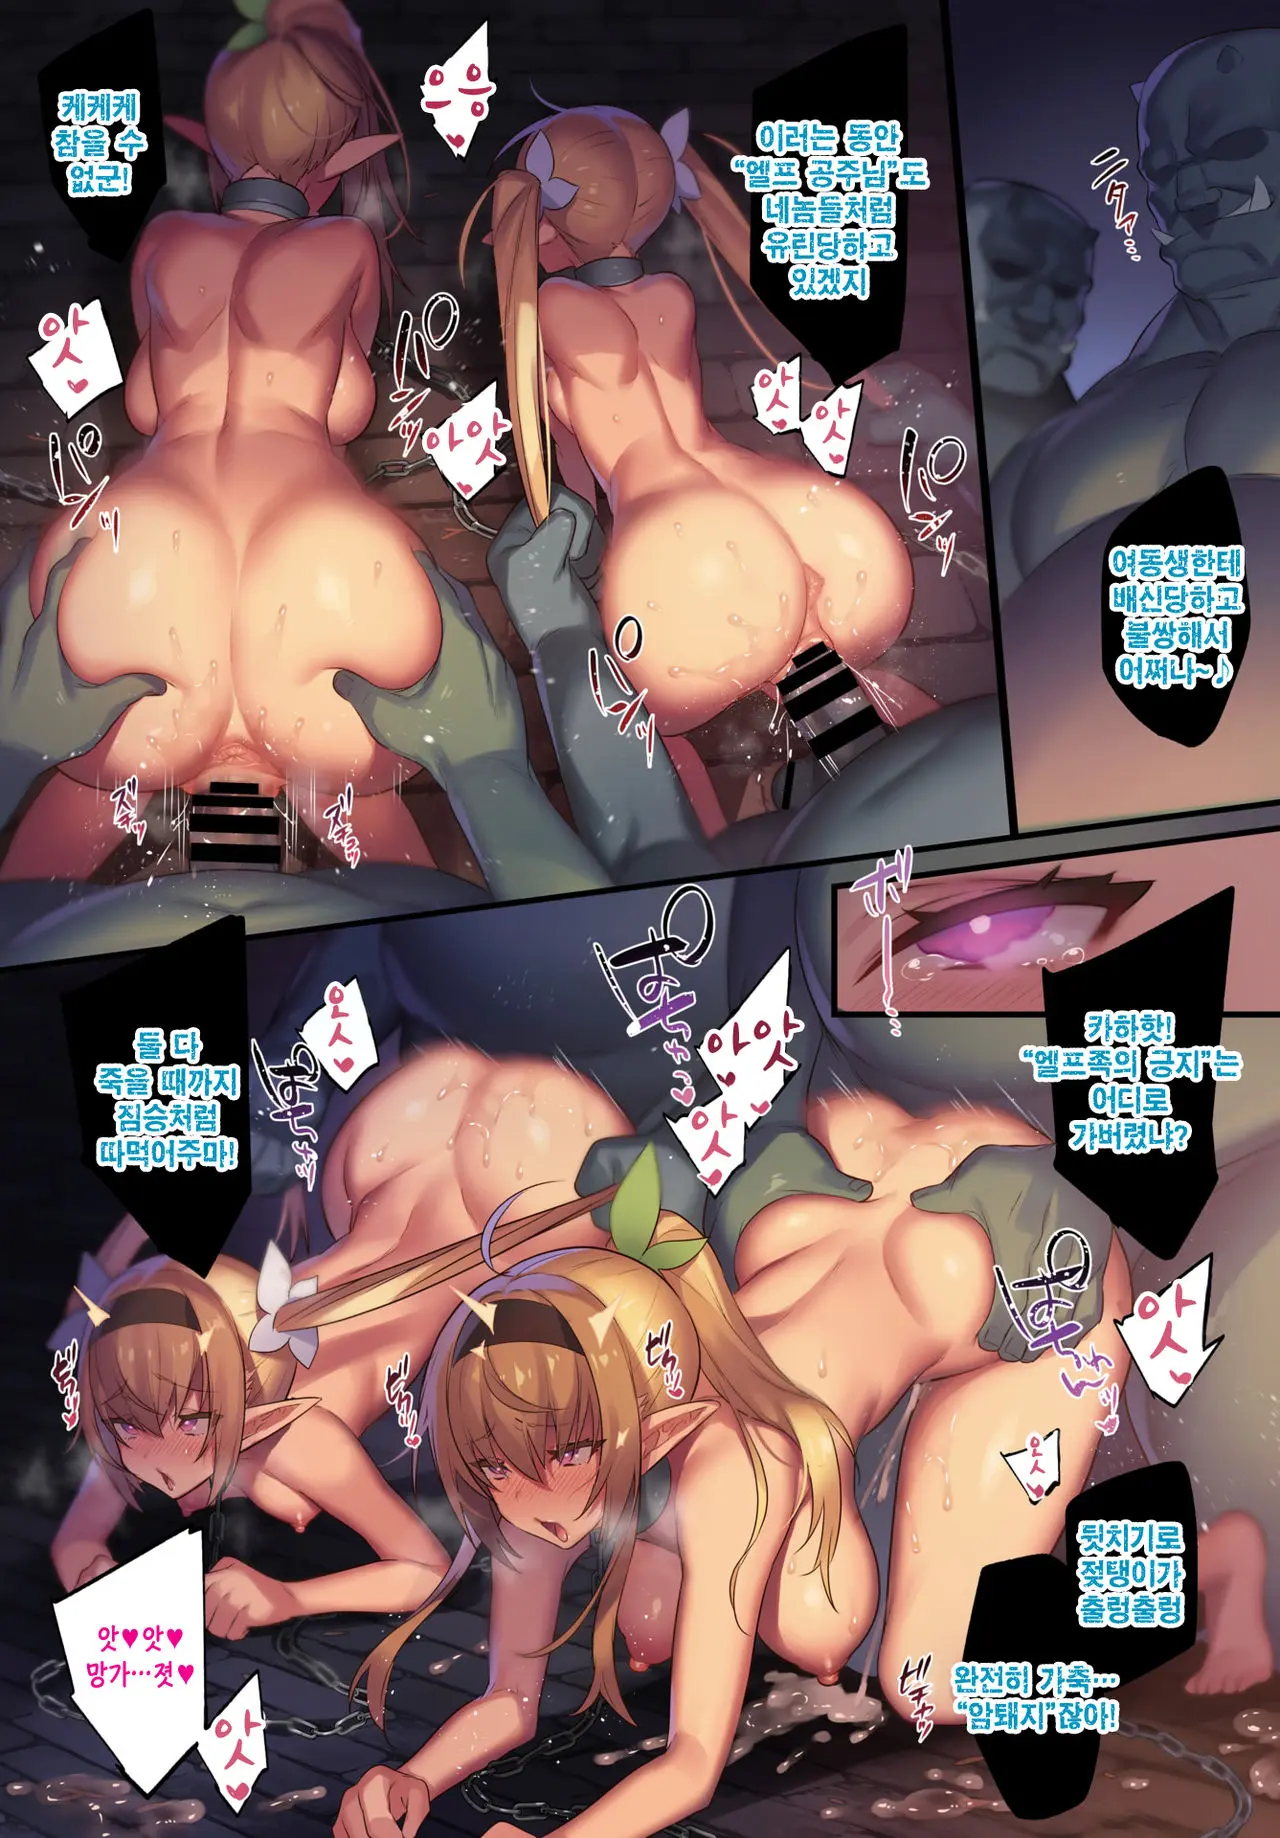 이러는 동안
“엘프 공주님”도
네놈들처럼
유린당하고
있겠지
여동생한테
배신당하고
불쌍해서
어쩌나~♪
으응♥
케케케
참을 수
없군!
앗♥
아앗♥
앗♥
앗♥
카하핫!
“엘프족의 긍지”는
어디로
가버렸냐?
둘 다
죽을 때까지
짐승처럼
따먹어주마!
오옷♥
아앗♥
앗♥
앗♥
오옷♥
뒷치기로
젖탱이가
출렁출렁
완전히 가축…
“암퇘지”잖아!
앗♥앗♥
망가…졋♥
앗♥